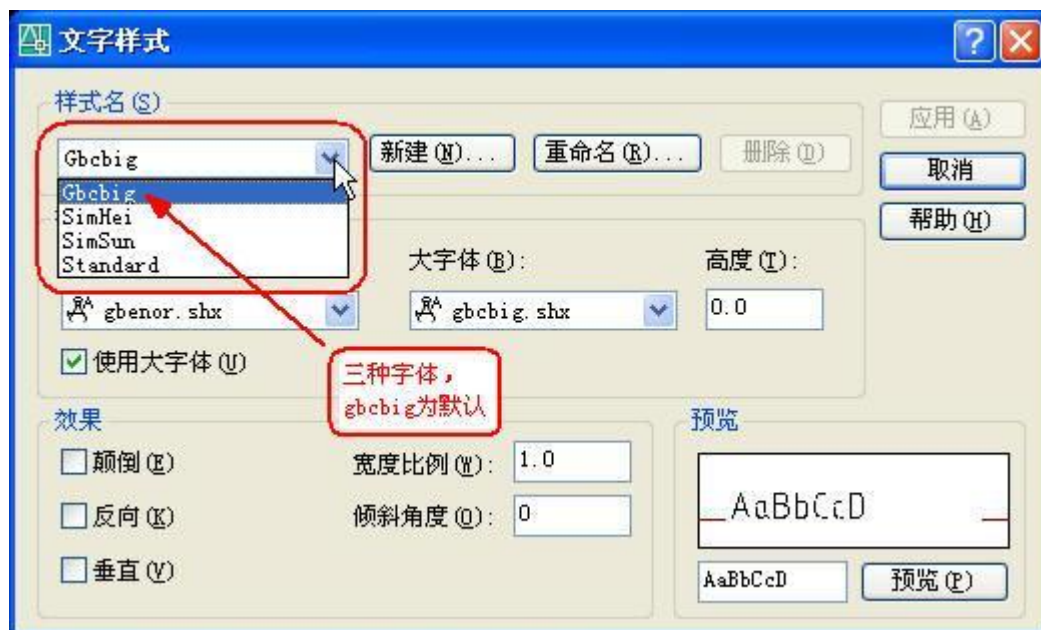 文字样式
样式名(S)
应用(A)
Gbcbig
新建(N)...
重命名(R)...
删除(D)
取消
Gbcbig
SimHei
SimSun
Standard
帮助(H)
大字体(B):
高度(T):
gbenor.shx
gbcbig.shx
0.0
使用大字体(U)
三种字体，
gbcbig为默认
效果
预览
颠倒(E)
宽度比例(W):
1.0
反向(K)
倾斜角度(O):
0
AaBbCcD
垂直(V)
AaBbCcD
预览(P)